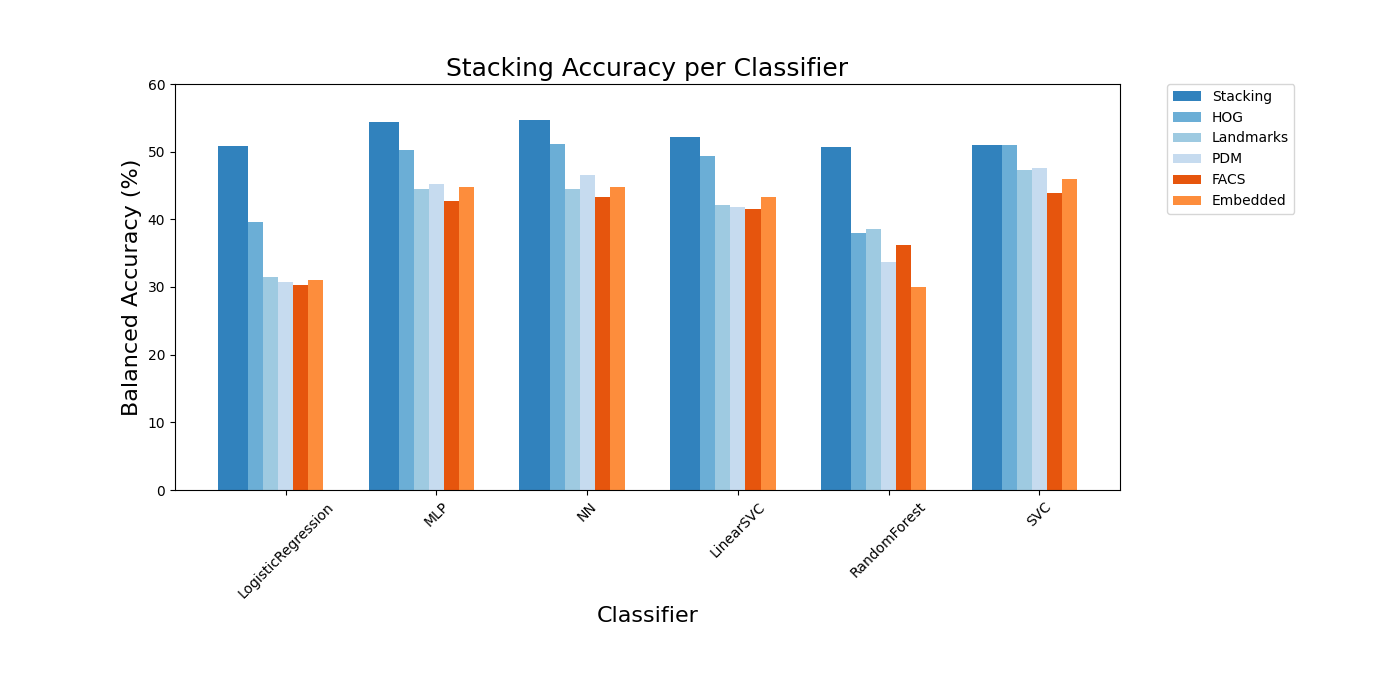 Stacking Accuracy per Classifier
Balanced Accuracy (%)
60
50
40
30
20
10
0
LogisticRegression
MLP
NN
LinearSVC
RandomForest
SVC
Classifier
Stacking
HOG
Landmarks
PDM
FACS
Embedded